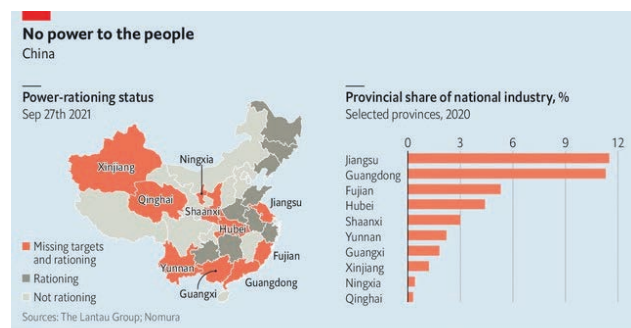 No power to the people
China
Power-rationing status
Sep 27th 2021
Xinjiang
Ningxia
Qinghai
Shaanxi
Jiangsu
Hubei
Yunnan
Fujian
Guangdong
Guangxi
Missing targets
and rationing
Rationing
Not rationing
Provincial share of national industry, %
Selected provinces, 2020
0 3 6 9 12
Jiangsu
Guangdong
Fujian
Hubei
Shaanxi
Yunnan
Guangxi
Xinjiang
Ningxia
Qinghai
Sources: The Lantau Group; Nomura